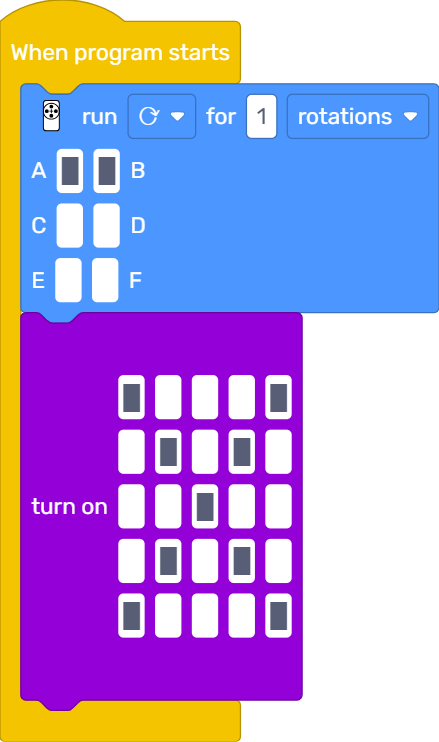 When program starts
run for 1 rotations
A B
C D
E F
turn on